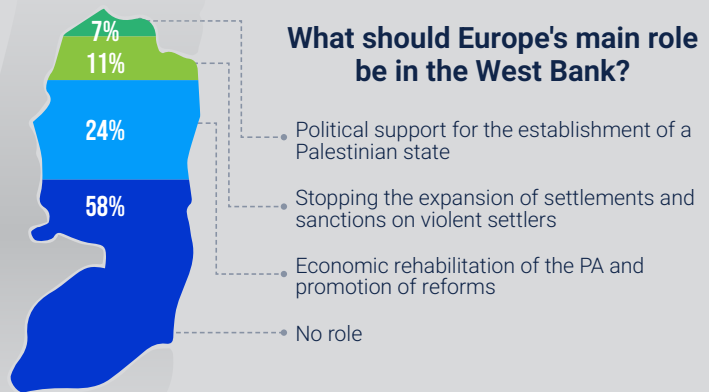 What should Europe's main role
be in the West Bank?
7%
11%
24%
58%
Political support for the establishment of a
Palestinian state
Stopping the expansion of settlements and
sanctions on violent settlers
Economic rehabilitation of the PA and
promotion of reforms
No role